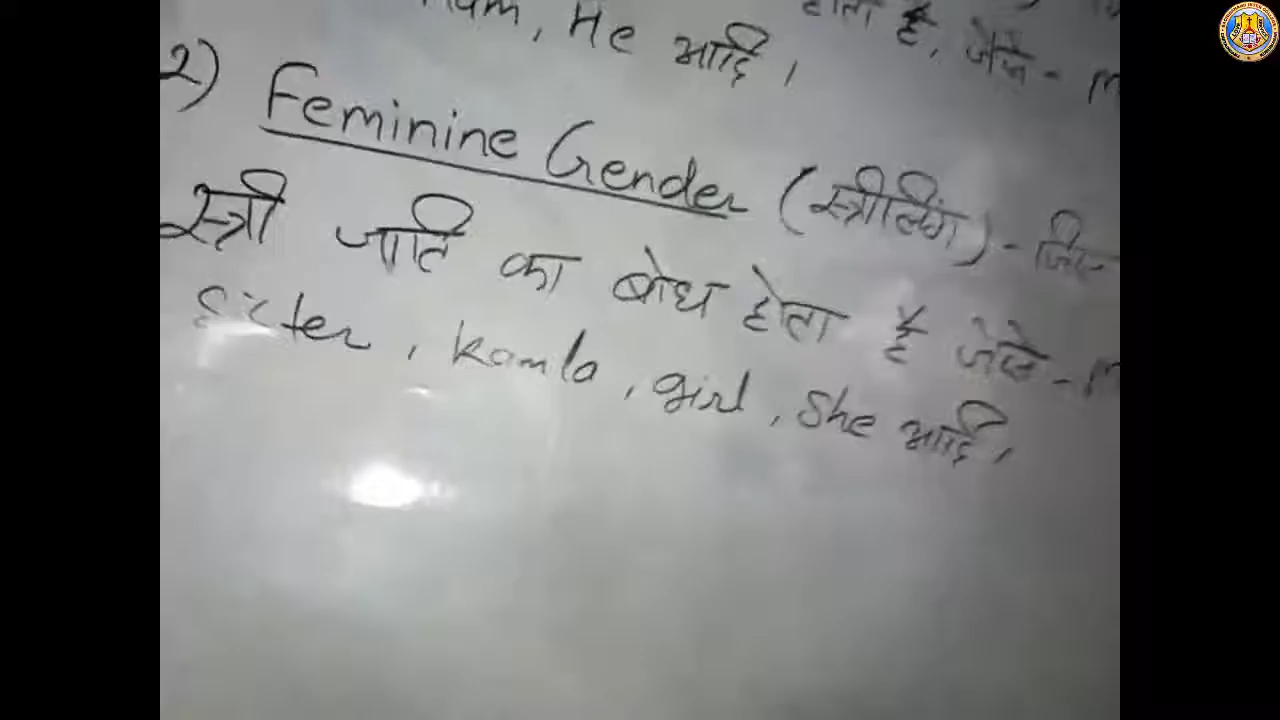 होता है, जैसे -
He आदि।
2) Feminine Gender (स्त्रीलिंग) -
स्त्री जाति का बोध होता है जैसे -
Sister, Kamla, girl, She आदि।